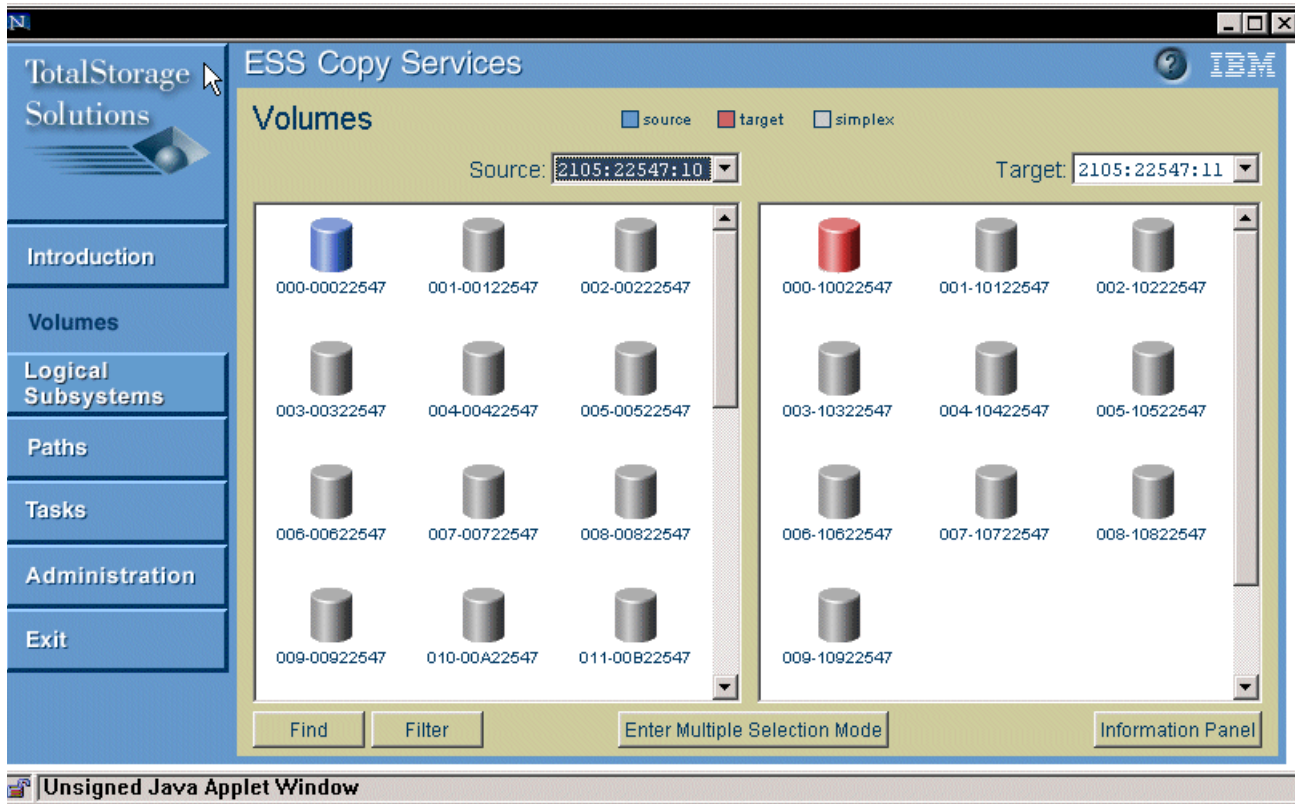 N
TotalStorage
Solutions
ESS Copy Services
? IBM
Introduction
Volumes
Logical
Subsystems
Paths
Tasks
Administration
Exit
Volumes
source target simplex
Source: 2105:22547:10
Target: 2105:22547:11
000-00022547 001-00122547 002-00222547
003-00322547 004-00422547 005-00522547
006-00622547 007-00722547 008-00822547
009-00922547 010-00A22547 011-00B22547
000-10022547 001-10122547 002-10222547
003-10322547 004-10422547 005-10522547
006-10622547 007-10722547 008-10822547
009-10922547
Find Filter Enter Multiple Selection Mode Information Panel
Unsigned Java Applet Window